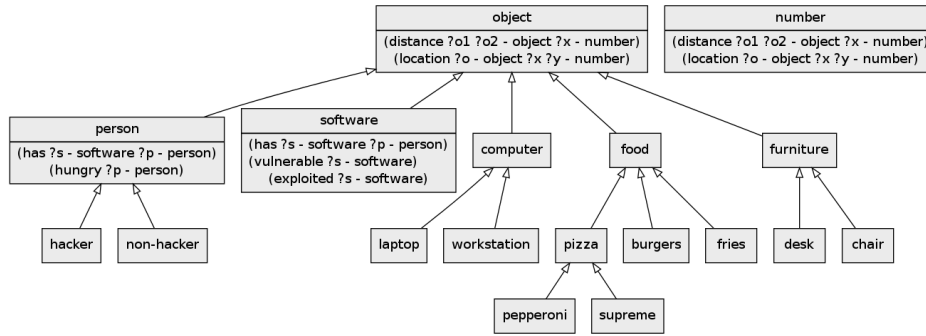 object
(distance ?o1 ?o2 - object ?x - number)
(location ?o - object ?x ?y - number)
number
(distance ?o1 ?o2 - object ?x - number)
(location ?o - object ?x ?y - number)
person
(has ?s - software ?p - person)
(hungry ?p - person)
software
(has ?s - software ?p - person)
(vulnerable ?s - software)
(exploited ?s - software)
computer
food
furniture
hacker
non-hacker
laptop
workstation
pizza
burgers
fries
desk
chair
pepperoni
supreme